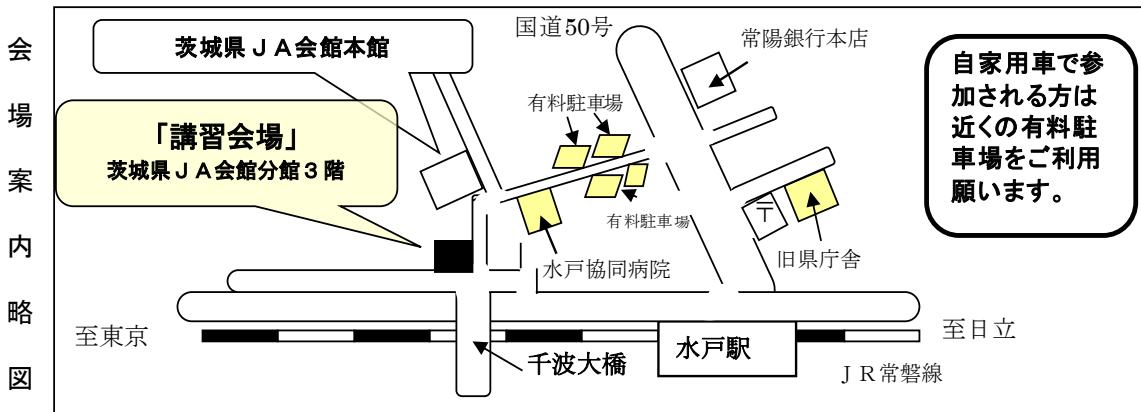 会場案内略図
国道50号
茨城県ＪＡ会館本館
常陽銀行本店
自家用車で参
加される方は
近くの有料駐
車場をご利用
願います。
有料駐車場
「講習会場」
茨城県ＪＡ会館分館３階
有料駐車場
〒
水戸協同病院
旧県庁舎
至東京
至日立
水戸駅
千波大橋
ＪＲ常磐線